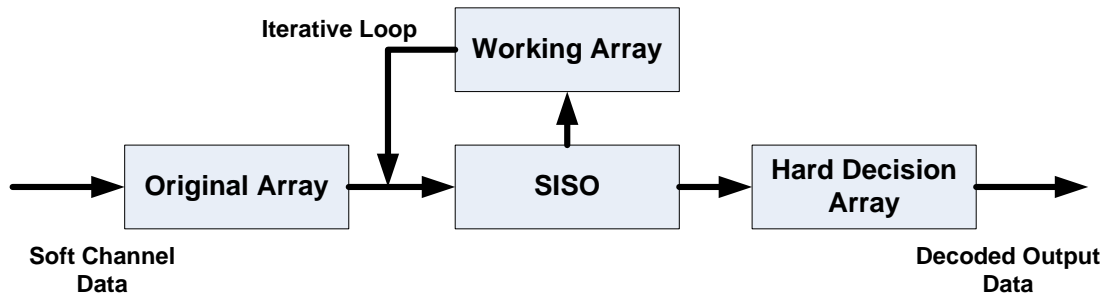 Iterative Loop
Working Array
Original Array
SISO
Hard Decision
Array
Soft Channel
Data
Decoded Output
Data